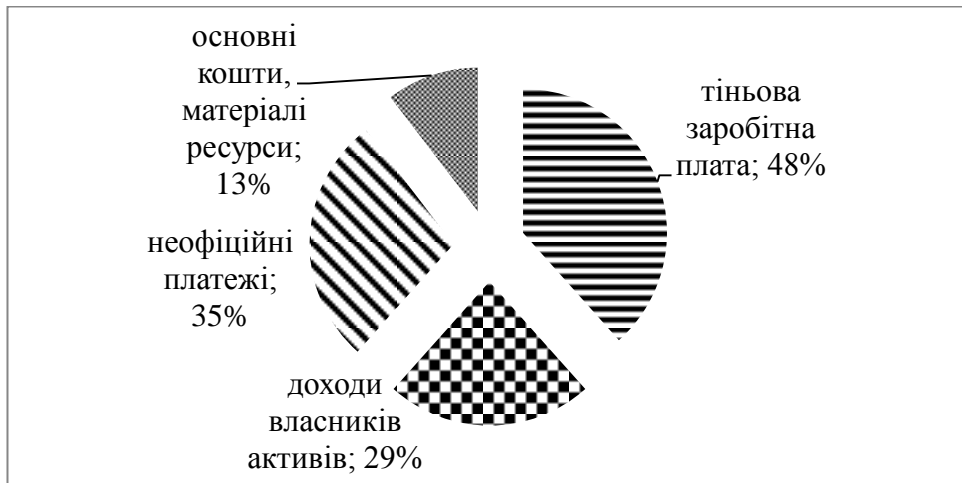 основні
кошти,
матеріалі
ресурси;
13%
тіньова
заробітна
плата; 48%
неофіційні
платежі;
35%
доходи
власників
активів; 29%